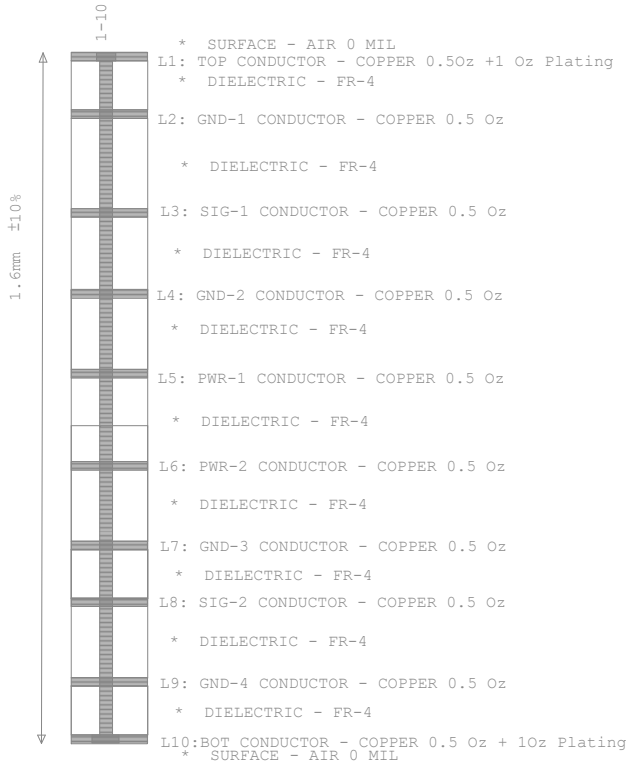 1-10
* SURFACE - AIR 0 MIL
L1: TOP CONDUCTOR - COPPER 0.5Oz +1 Oz Plating
* DIELECTRIC - FR-4
L2: GND-1 CONDUCTOR - COPPER 0.5 Oz
* DIELECTRIC - FR-4
L3: SIG-1 CONDUCTOR - COPPER 0.5 Oz
* DIELECTRIC - FR-4
1.6mm ±10%
L4: GND-2 CONDUCTOR - COPPER 0.5 Oz
* DIELECTRIC - FR-4
L5: PWR-1 CONDUCTOR - COPPER 0.5 Oz
* DIELECTRIC - FR-4
L6: PWR-2 CONDUCTOR - COPPER 0.5 Oz
* DIELECTRIC - FR-4
L7: GND-3 CONDUCTOR - COPPER 0.5 Oz
* DIELECTRIC - FR-4
L8: SIG-2 CONDUCTOR - COPPER 0.5 Oz
* DIELECTRIC - FR-4
L9: GND-4 CONDUCTOR - COPPER 0.5 Oz
* DIELECTRIC - FR-4
L10:BOT CONDUCTOR - COPPER 0.5 Oz + 1Oz Plating
* SURFACE - AIR 0 MIL